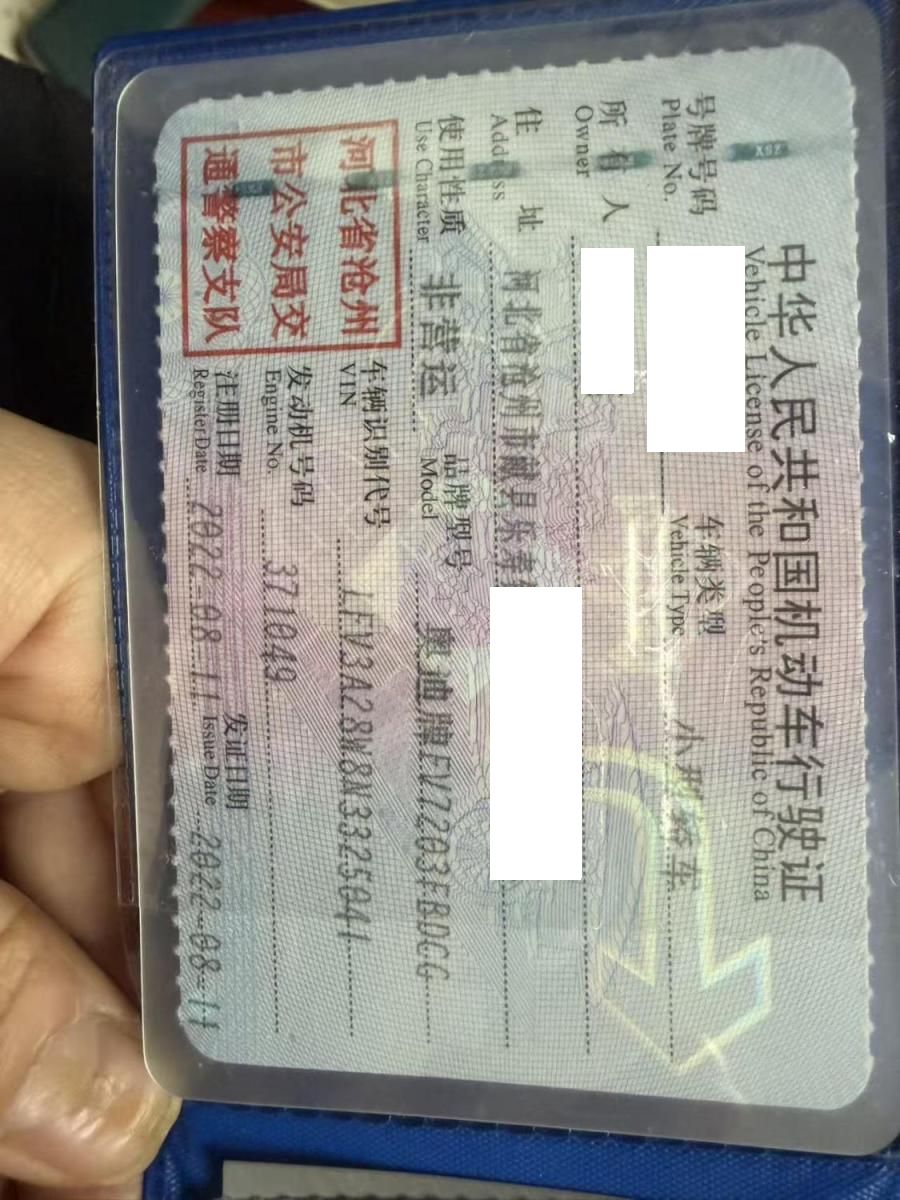 中华人民共和国机动车行驶证
Vehicle License of the People's Republic of China
号牌号码 车辆类型 小型轿车
Plate No. Vehicle Type
所有人
Owner
住址 河北省沧州市献县乐寿
Address
使用性质 非营运 品牌型号 奥迪牌FV7203FBDCG
Use Character Model
河北省沧州
市公安局交
通警察支队
车辆识别代号 LFV3A28W8N3325041
VIN
发动机号码 371049
Engine No.
注册日期 2022-08-11 发证日期 2022-08-11
Register Date Issue Date